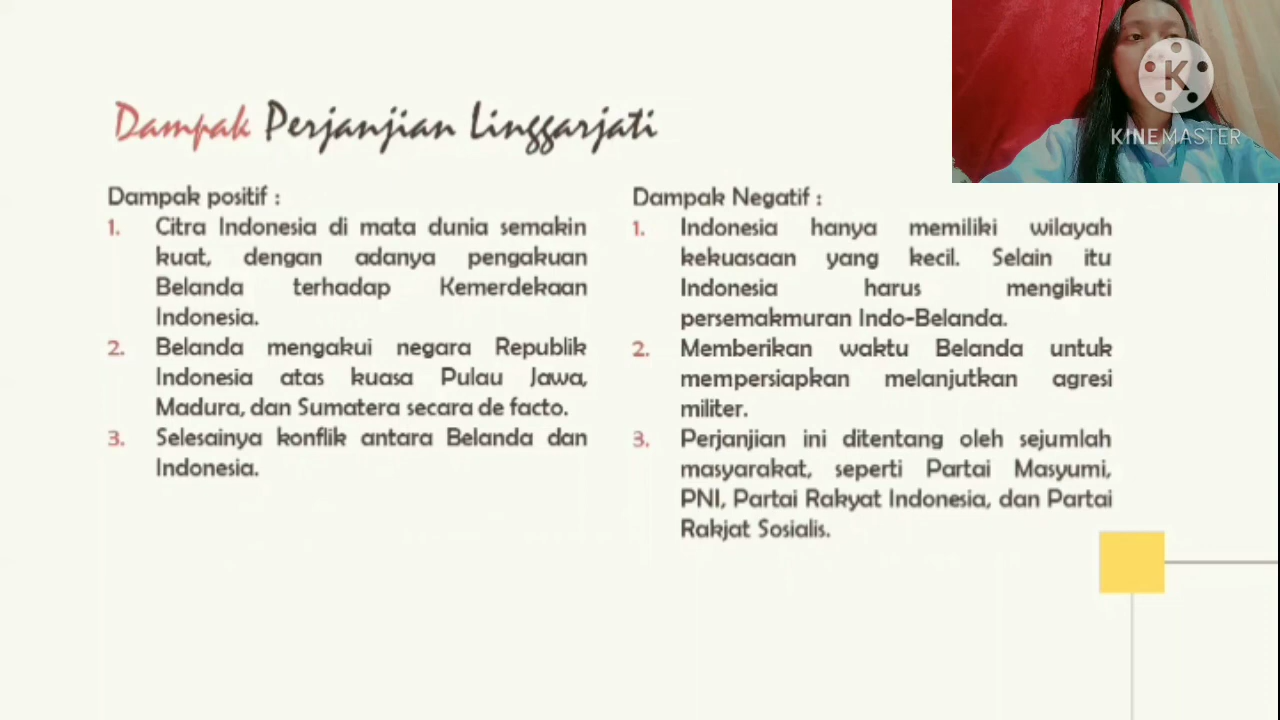 Dampak Perjanjian Linggarjati
Dampak positif :
1. Citra Indonesia di mata dunia semakin
kuat, dengan adanya pengakuan
Belanda terhadap Kemerdekaan
Indonesia.
2. Belanda mengakui negara Republik
Indonesia atas kuasa Pulau Jawa,
Madura, dan Sumatera secara de facto.
3. Selesainya konflik antara Belanda dan
Indonesia.
Dampak Negatif :
1. Indonesia hanya memiliki wilayah
kekuasaan yang kecil. Selain itu
Indonesia harus mengikuti
persemakmuran Indo-Belanda.
2. Memberikan waktu Belanda untuk
mempersiapkan melanjutkan agresi
militer.
3. Perjanjian ini ditentang oleh sejumlah
masyarakat, seperti Partai Masyumi,
PNI, Partai Rakyat Indonesia, dan Partai
Rakjat Sosialis.
K
KINEMASTER